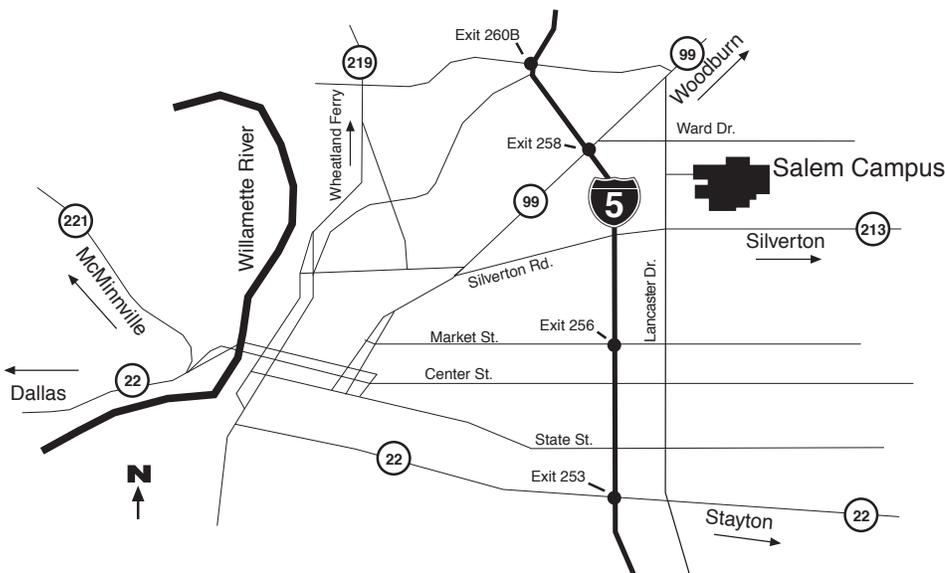 Exit 260B
99
Woodburn
219
Wheatland Ferry
Willamette River
Ward Dr.
Exit 258
Salem Campus
99
5
221
McMinnville
213
Silverton
Silverton Rd.
Lancaster Dr.
Exit 256
Market St.
Center St.
22
Dallas
State St.
22
Exit 253
N
22
Stayton